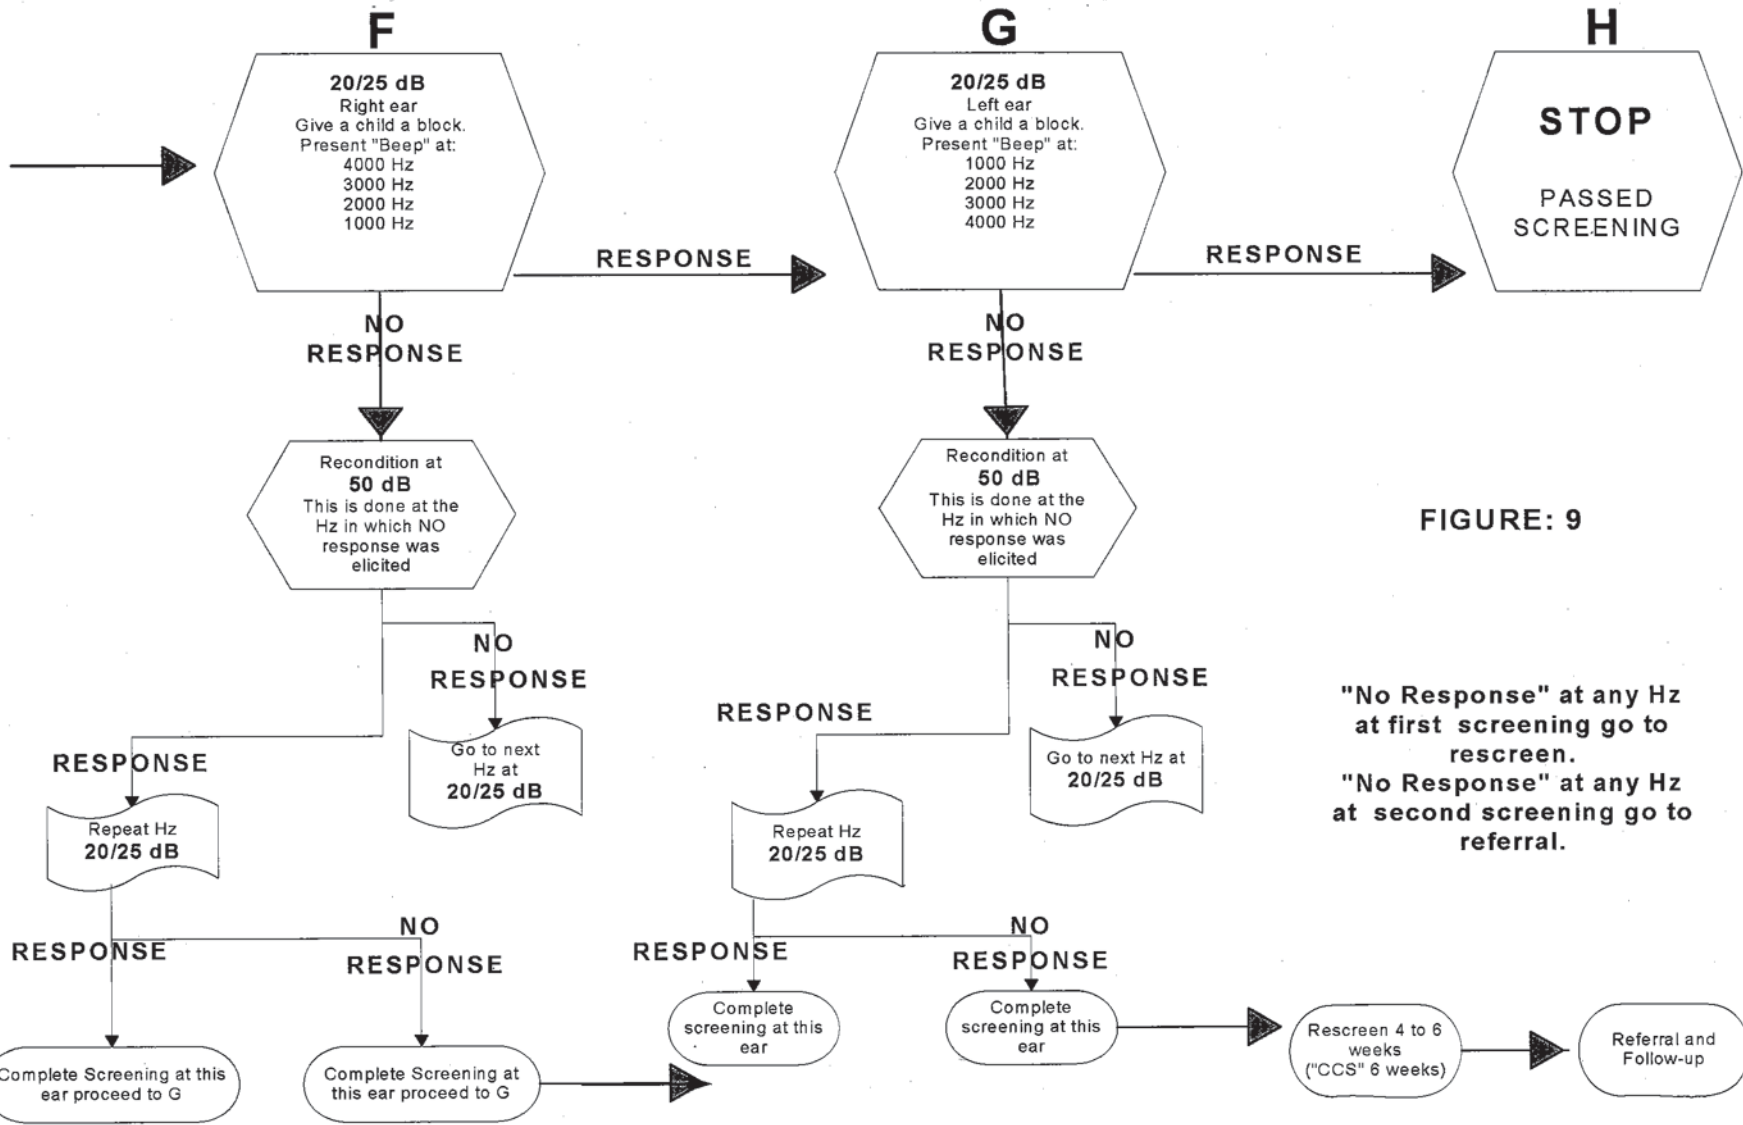 F
20/25 dB
Right ear
Give a child a block.
Present "Beep" at:
4000 Hz
3000 Hz
2000 Hz
1000 Hz
RESPONSE
NO
RESPONSE
Recondition at
50 dB
This is done at the
Hz in which NO
response was
elicited
NO
RESPONSE
Go to next
Hz at
20/25 dB
RESPONSE
Repeat Hz
20/25 dB
RESPONSE
NO
RESPONSE
Complete Screening at this
ear proceed to G
Complete Screening at
this ear proceed to G
G
20/25 dB
Left ear
Give a child a block.
Present "Beep" at:
1000 Hz
2000 Hz
3000 Hz
4000 Hz
RESPONSE
NO
RESPONSE
Recondition at
50 dB
This is done at the
Hz in which NO
response was
elicited
NO
RESPONSE
Go to next Hz at
20/25 dB
RESPONSE
Repeat Hz
20/25 dB
RESPONSE
NO
RESPONSE
Complete
screening at this
ear
Complete
screening at this
ear
Rescreen 4 to 6
weeks
("CCS" 6 weeks)
Referral and
Follow-up
H
STOP
PASSED
SCREENING
FIGURE: 9
"No Response" at any Hz
at first screening go to
rescreen.
"No Response" at any Hz
at second screening go to
referral.